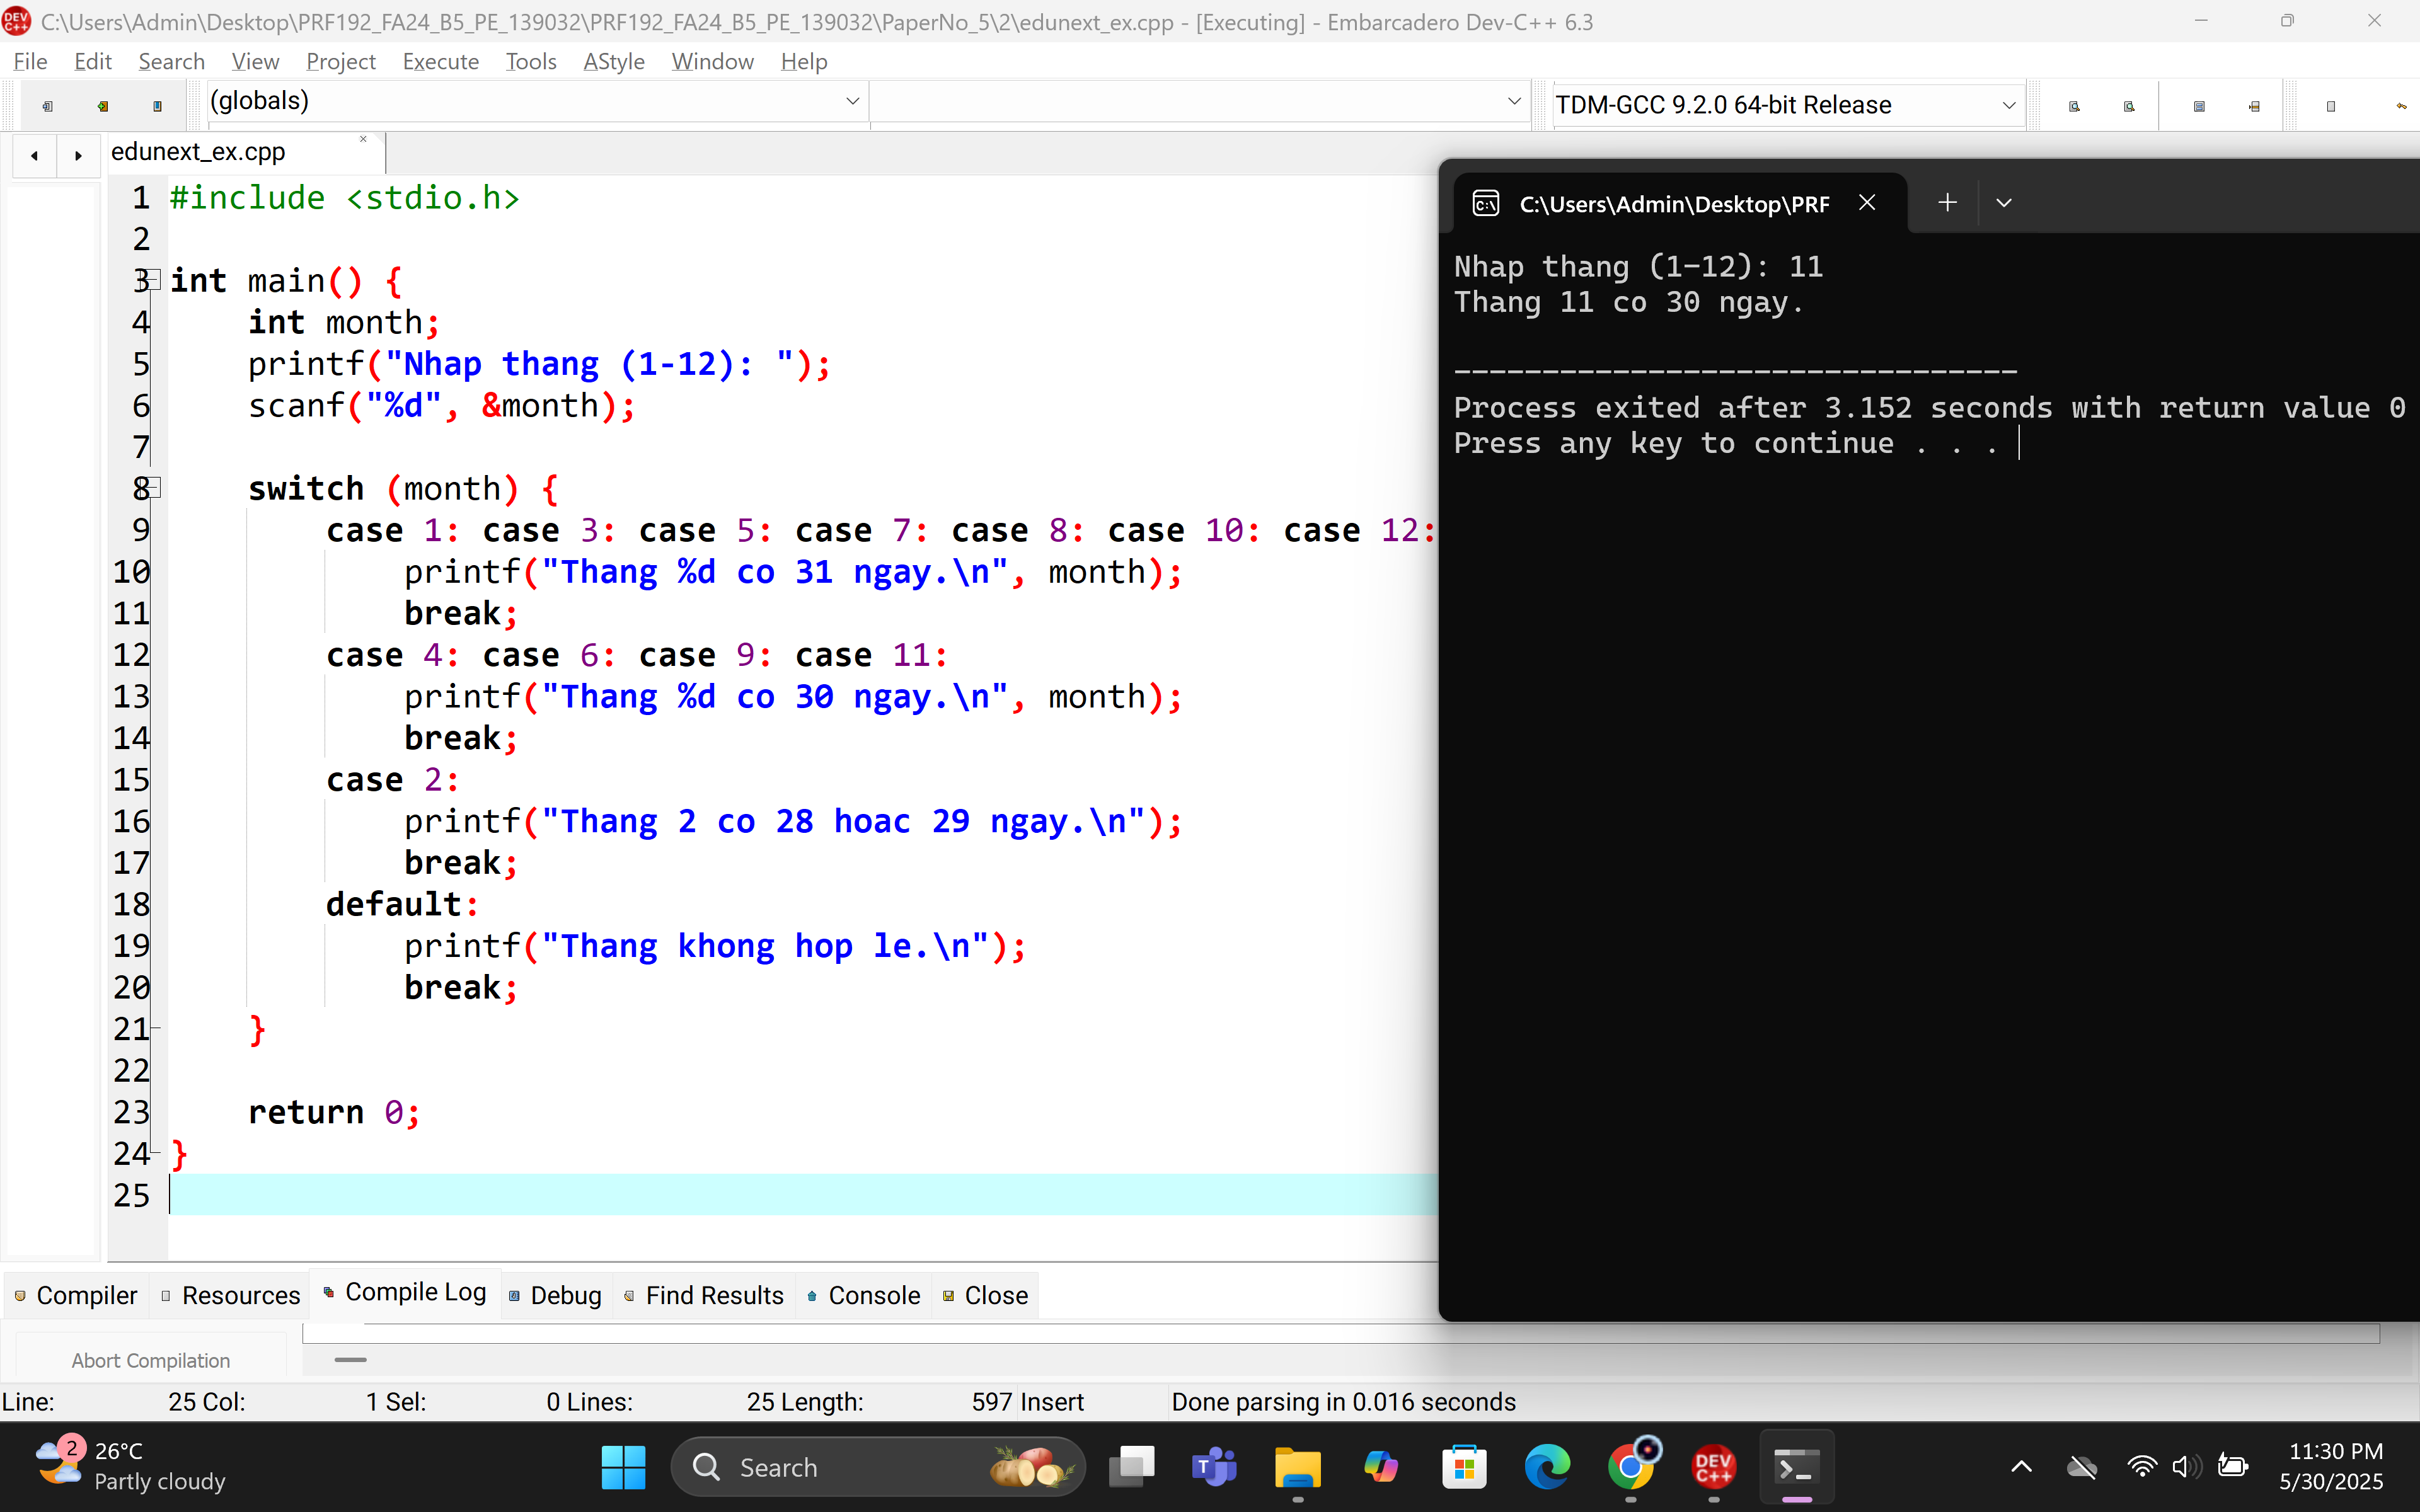 DEV C++ C:\Users\Admin\Desktop\PRF192_FA24_B5_PE_139032\PRF192_FA24_B5_PE_139032\PaperNo_5\2\edunext_ex.cpp - [Executing] - Embarcadero Dev-C++ 6.3
File Edit Search View Project Execute Tools AStyle Window Help
(globals) TDM-GCC 9.2.0 64-bit Release
edunext_ex.cpp
1 #include <stdio.h>
2
3 int main() {
4 int month;
5 printf("Nhap thang (1-12): ");
6 scanf("%d", &month);
7
8 switch (month) {
9 case 1: case 3: case 5: case 7: case 8: case 10: case 12:
10 printf("Thang %d co 31 ngay.\n", month);
11 break;
12 case 4: case 6: case 9: case 11:
13 printf("Thang %d co 30 ngay.\n", month);
14 break;
15 case 2:
16 printf("Thang 2 co 28 hoac 29 ngay.\n");
17 break;
18 default:
19 printf("Thang khong hop le.\n");
20 break;
21 }
22
23 return 0;
24 }
25
C:\Users\Admin\Desktop\PRF
Nhap thang (1-12): 11
Thang 11 co 30 ngay.
--------------------------------
Process exited after 3.152 seconds with return value 0
Press any key to continue . . .
Compiler Resources Compile Log Debug Find Results Console Close
Abort Compilation
Line: 25 Col: 1 Sel: 0 Lines: 25 Length: 597 Insert Done parsing in 0.016 seconds
2
26°C
Partly cloudy
Search
T
DEV C++
11:30 PM
5/30/2025